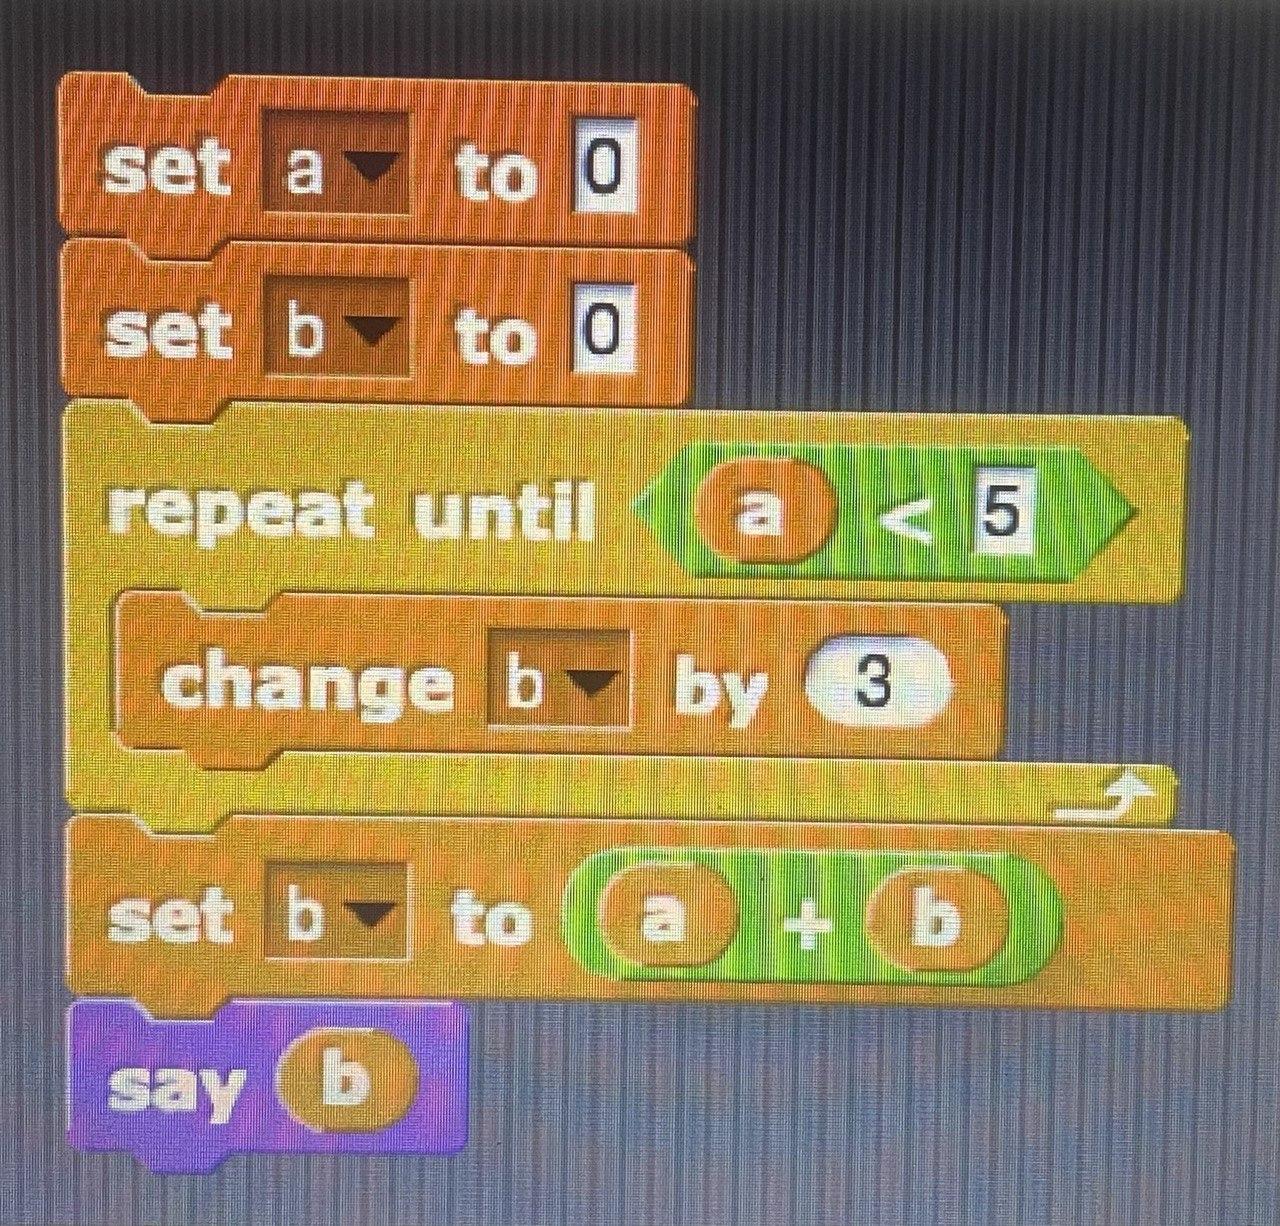 set a to 0
set b to 0
repeat until a < 5
change b by 3
set b to a + b
say b